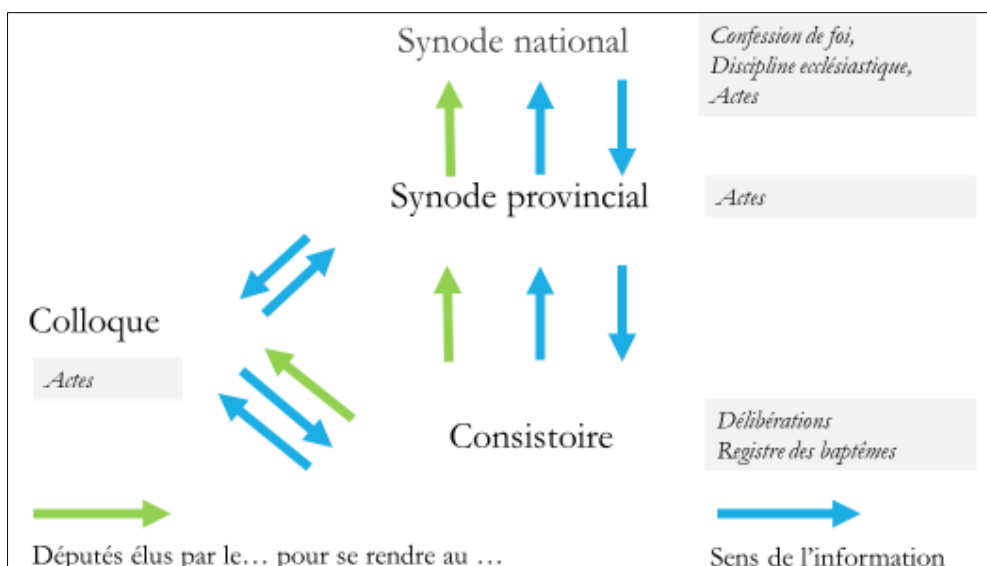 Synode national
Confession de foi,
Discipline ecclésiastique,
Actes
Synode provincial
Actes
Colloque
Actes
Consistoire
Délibérations
Registre des baptêmes
Députés élus par le... pour se rendre au ...
Sens de l'information